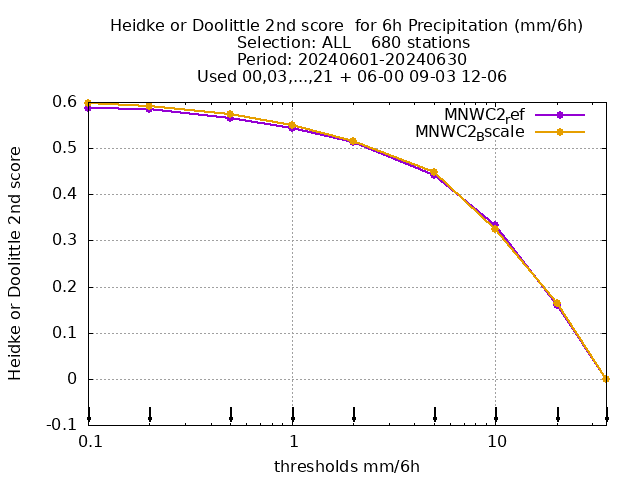 Heidke or Doolittle 2nd score  for 6h Precipitation (mm/6h)
Selection: ALL    680 stations
Period: 20240601-20240630
Used 00,03,...,21 + 06-00 09-03 12-06
MNWC2ref
MNWC2Bscale
Heidke or Doolittle 2nd score
0.6
0.5
0.4
0.3
0.2
0.1
0
-0.1
0.1 1 10
thresholds mm/6h